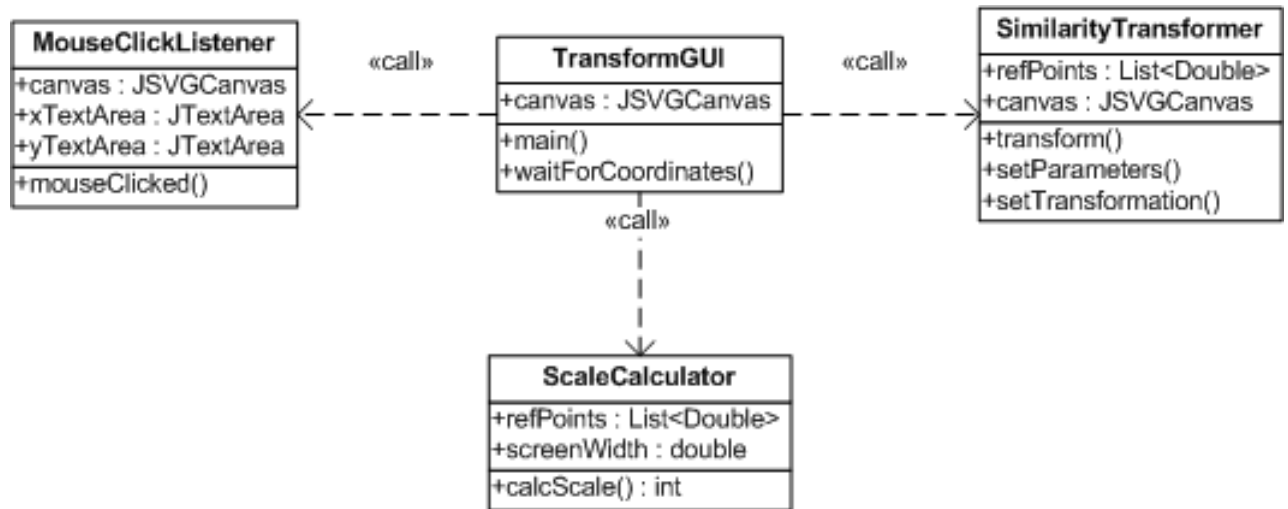 MouseClickListener
+canvas : JSVGCanvas
+xTextArea : JTextArea
+yTextArea : JTextArea
+mouseClicked()
«call»
TransformGUI
+canvas : JSVGCanvas
+main()
+waitForCoordinates()
«call»
SimilarityTransformer
+refPoints : List<Double>
+canvas : JSVGCanvas
+transform()
+setParameters()
+setTransformation()
«call»
ScaleCalculator
+refPoints : List<Double>
+screenWidth : double
+calcScale() : int